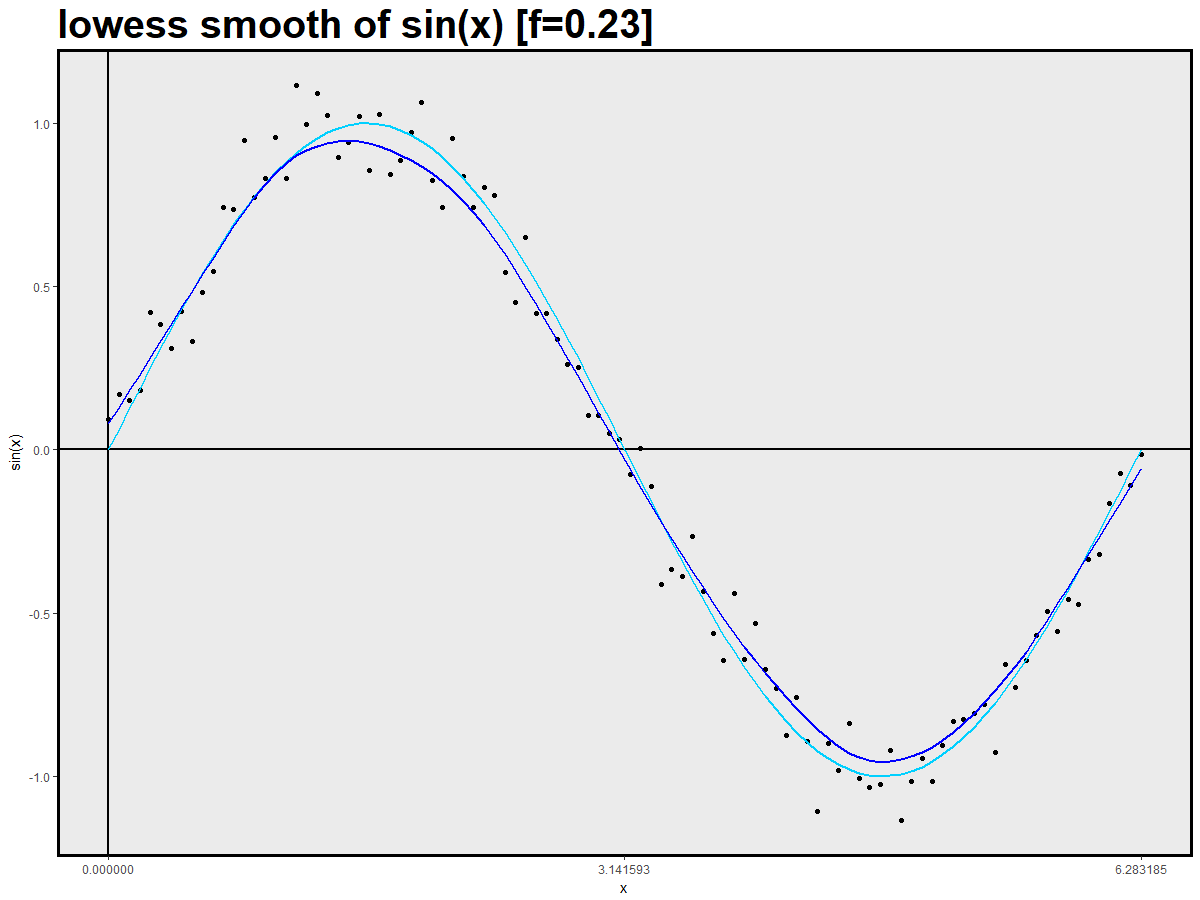 lowess smooth of sin(x) [f=0.23]
1.0
0.5
0.0
-0.5
-1.0
sin(x)
0.000000 3.141593 6.283185
x